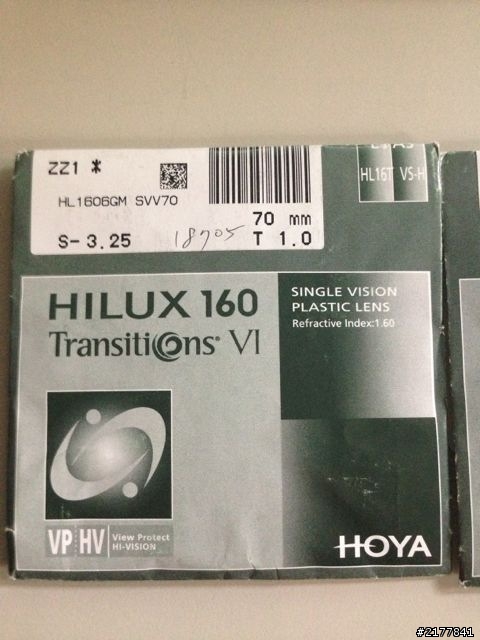 ZZ1 *
HL1606GM SVV70
70 mm
S- 3.25
18705
T 1.0
HL16T VS-H
HILUX 160
Transitions® VI
SINGLE VISION
PLASTIC LENS
Refractive Index:1.60
VP HV View Protect
HI-VISION
HOYA
#2177841